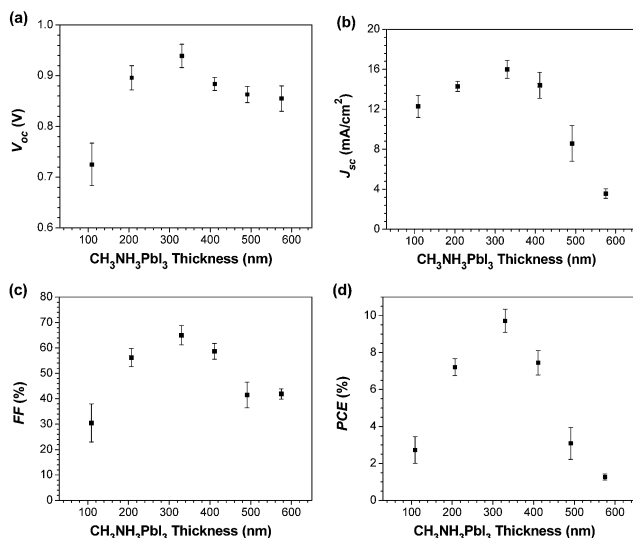 (a)
1.0
0.9
0.8
0.7
0.6
V_oc (V)
100 200 300 400 500 600
CH₃NH₃PbI₃ Thickness (nm)
(b)
20
16
12
8
4
0
J_sc (mA/cm²)
100 200 300 400 500 600
CH₃NH₃PbI₃ Thickness (nm)
(c)
80
70
60
50
40
30
20
10
0
FF (%)
100 200 300 400 500 600
CH₃NH₃PbI₃ Thickness (nm)
(d)
10
8
6
4
2
0
PCE (%)
100 200 300 400 500 600
CH₃NH₃PbI₃ Thickness (nm)